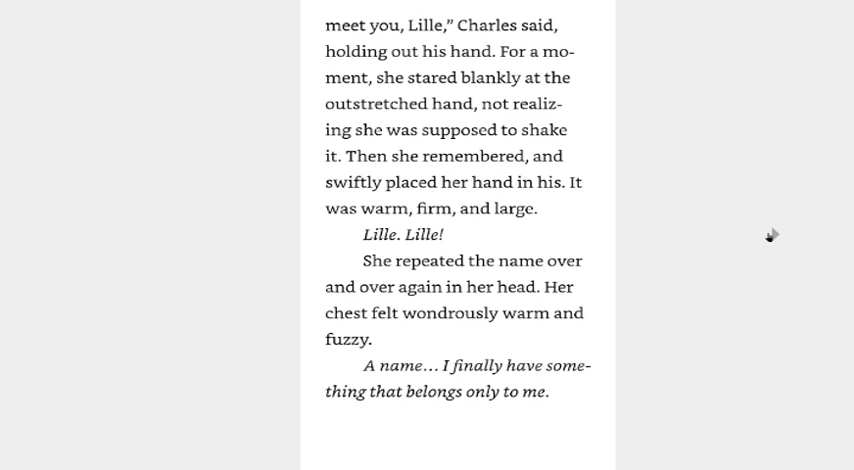 meet you, Lille,” Charles said,
holding out his hand. For a mo-
ment, she stared blankly at the
outstretched hand, not realiz-
ing she was supposed to shake
it. Then she remembered, and
swiftly placed her hand in his. It
was warm, firm, and large.
Lille. Lille!
She repeated the name over
and over again in her head. Her
chest felt wondrously warm and
fuzzy.
A name… I finally have some-
thing that belongs only to me.